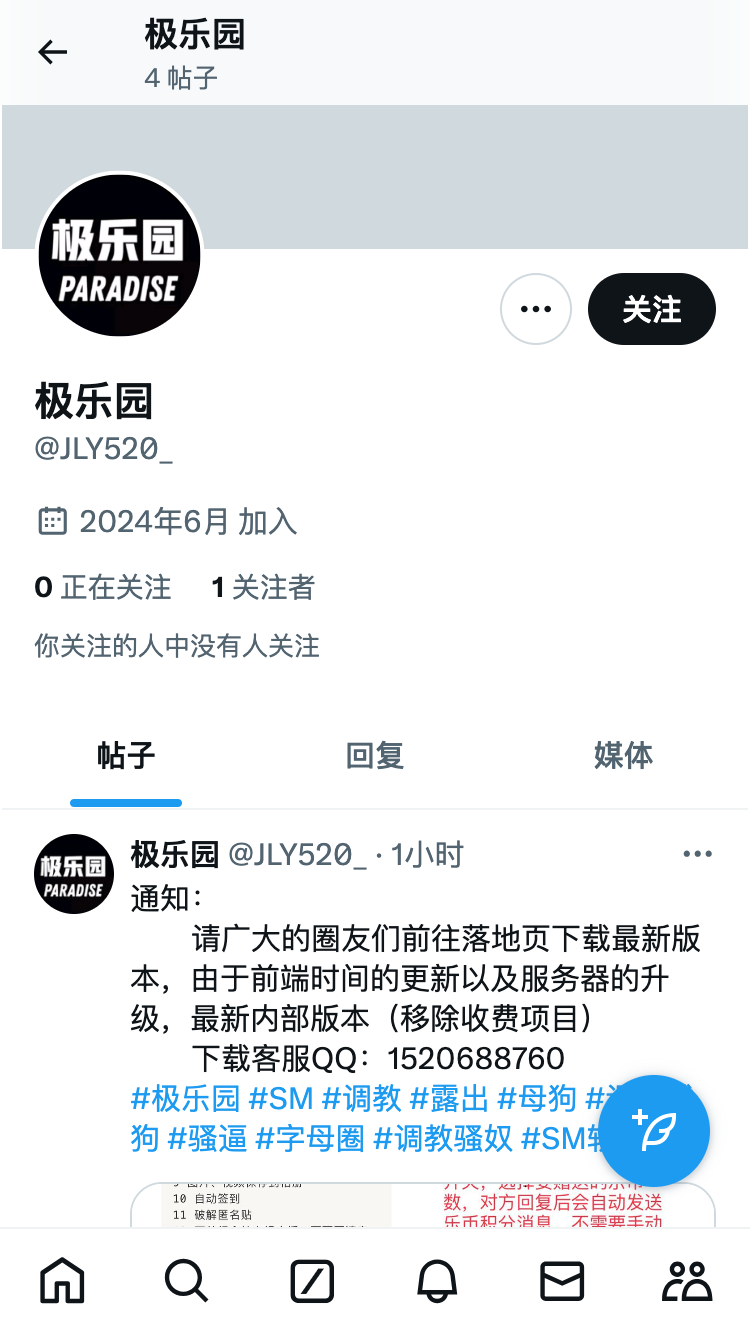 极乐园
4 帖子
极乐园
PARADISE
关注
极乐园
@JLY520_
2024年6月 加入
0 正在关注 1 关注者
你关注的人中没有人关注
帖子 回复 媒体
极乐园
PARADISE
极乐园 @JLY520_ · 1小时
通知：
请广大的圈友们前往落地页下载最新版
本，由于前端时间的更新以及服务器的升
级，最新内部版本（移除收费项目）
下载客服QQ：1520688760
#极乐园 #SM #调教 #露出 #母狗
狗 #骚逼 #字母圈 #调教骚奴 #SM
10 自动签到
11 破解匿名贴
数，对方回复后会自动发送
乐币积分消息，不需要手动